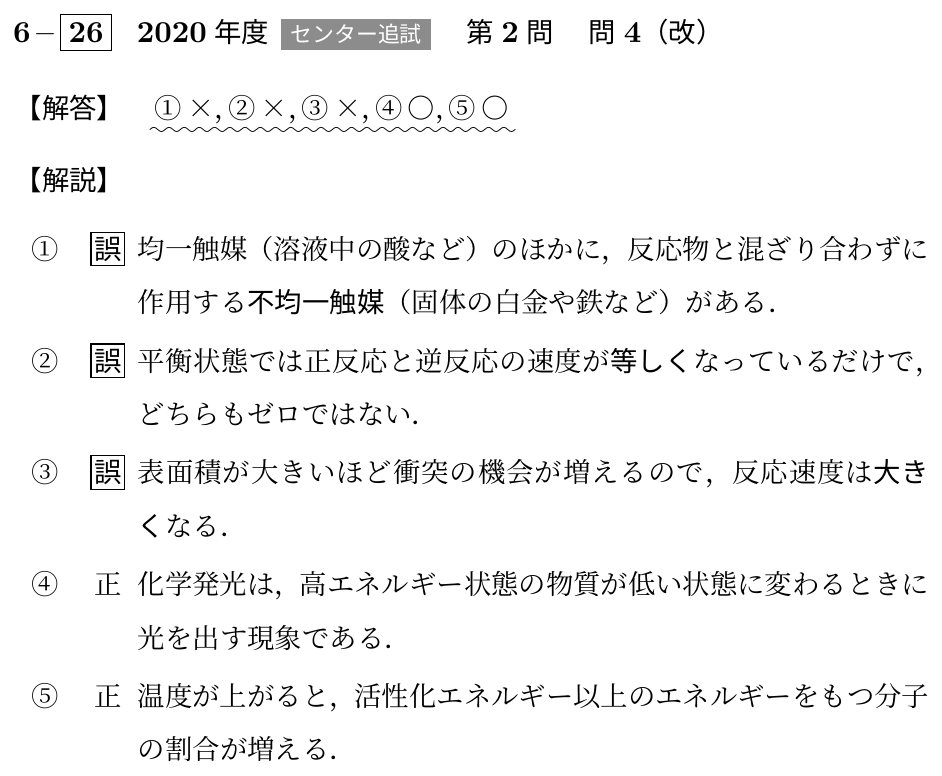 6－26 2020 年度 センター追試 第 2 問 問 4（改）
【解答】 ① ×, ② ×, ③ ×, ④ ○, ⑤ ○
【解説】
① 誤 均一触媒（溶液中の酸など）のほかに，反応物と混ざり合わずに
作用する不均一触媒（固体の白金や鉄など）がある．
② 誤 平衡状態では正反応と逆反応の速度が等しくなっているだけで，
どちらもゼロではない．
③ 誤 表面積が大きいほど衝突の機会が増えるので，反応速度は大き
くなる．
④ 正 化学発光は，高エネルギー状態の物質が低い状態に変わるときに
光を出す現象である．
⑤ 正 温度が上がると，活性化エネルギー以上のエネルギーをもつ分子
の割合が増える．